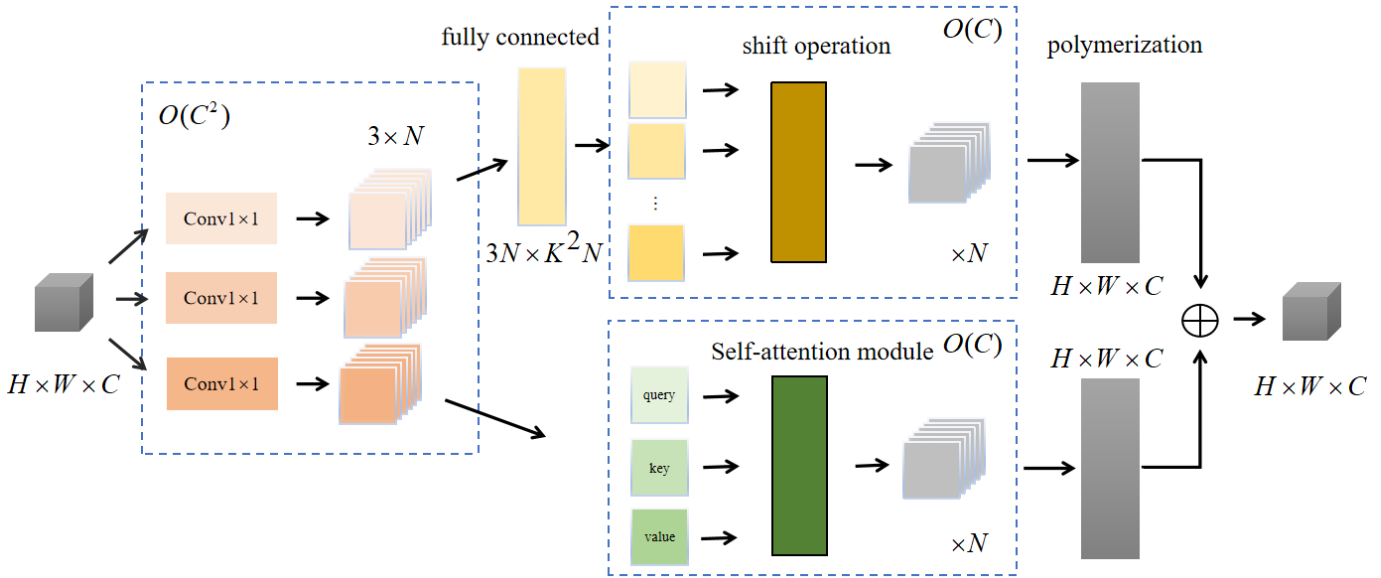 fully connected
shift operation
O(C)
polymerization
O(C²)
3×N
Conv1×1
Conv1×1
Conv1×1
H×W×C
3N×K²N
⋮
×N
H×W×C
Self-attention module
O(C)
query
key
value
×N
H×W×C
H×W×C